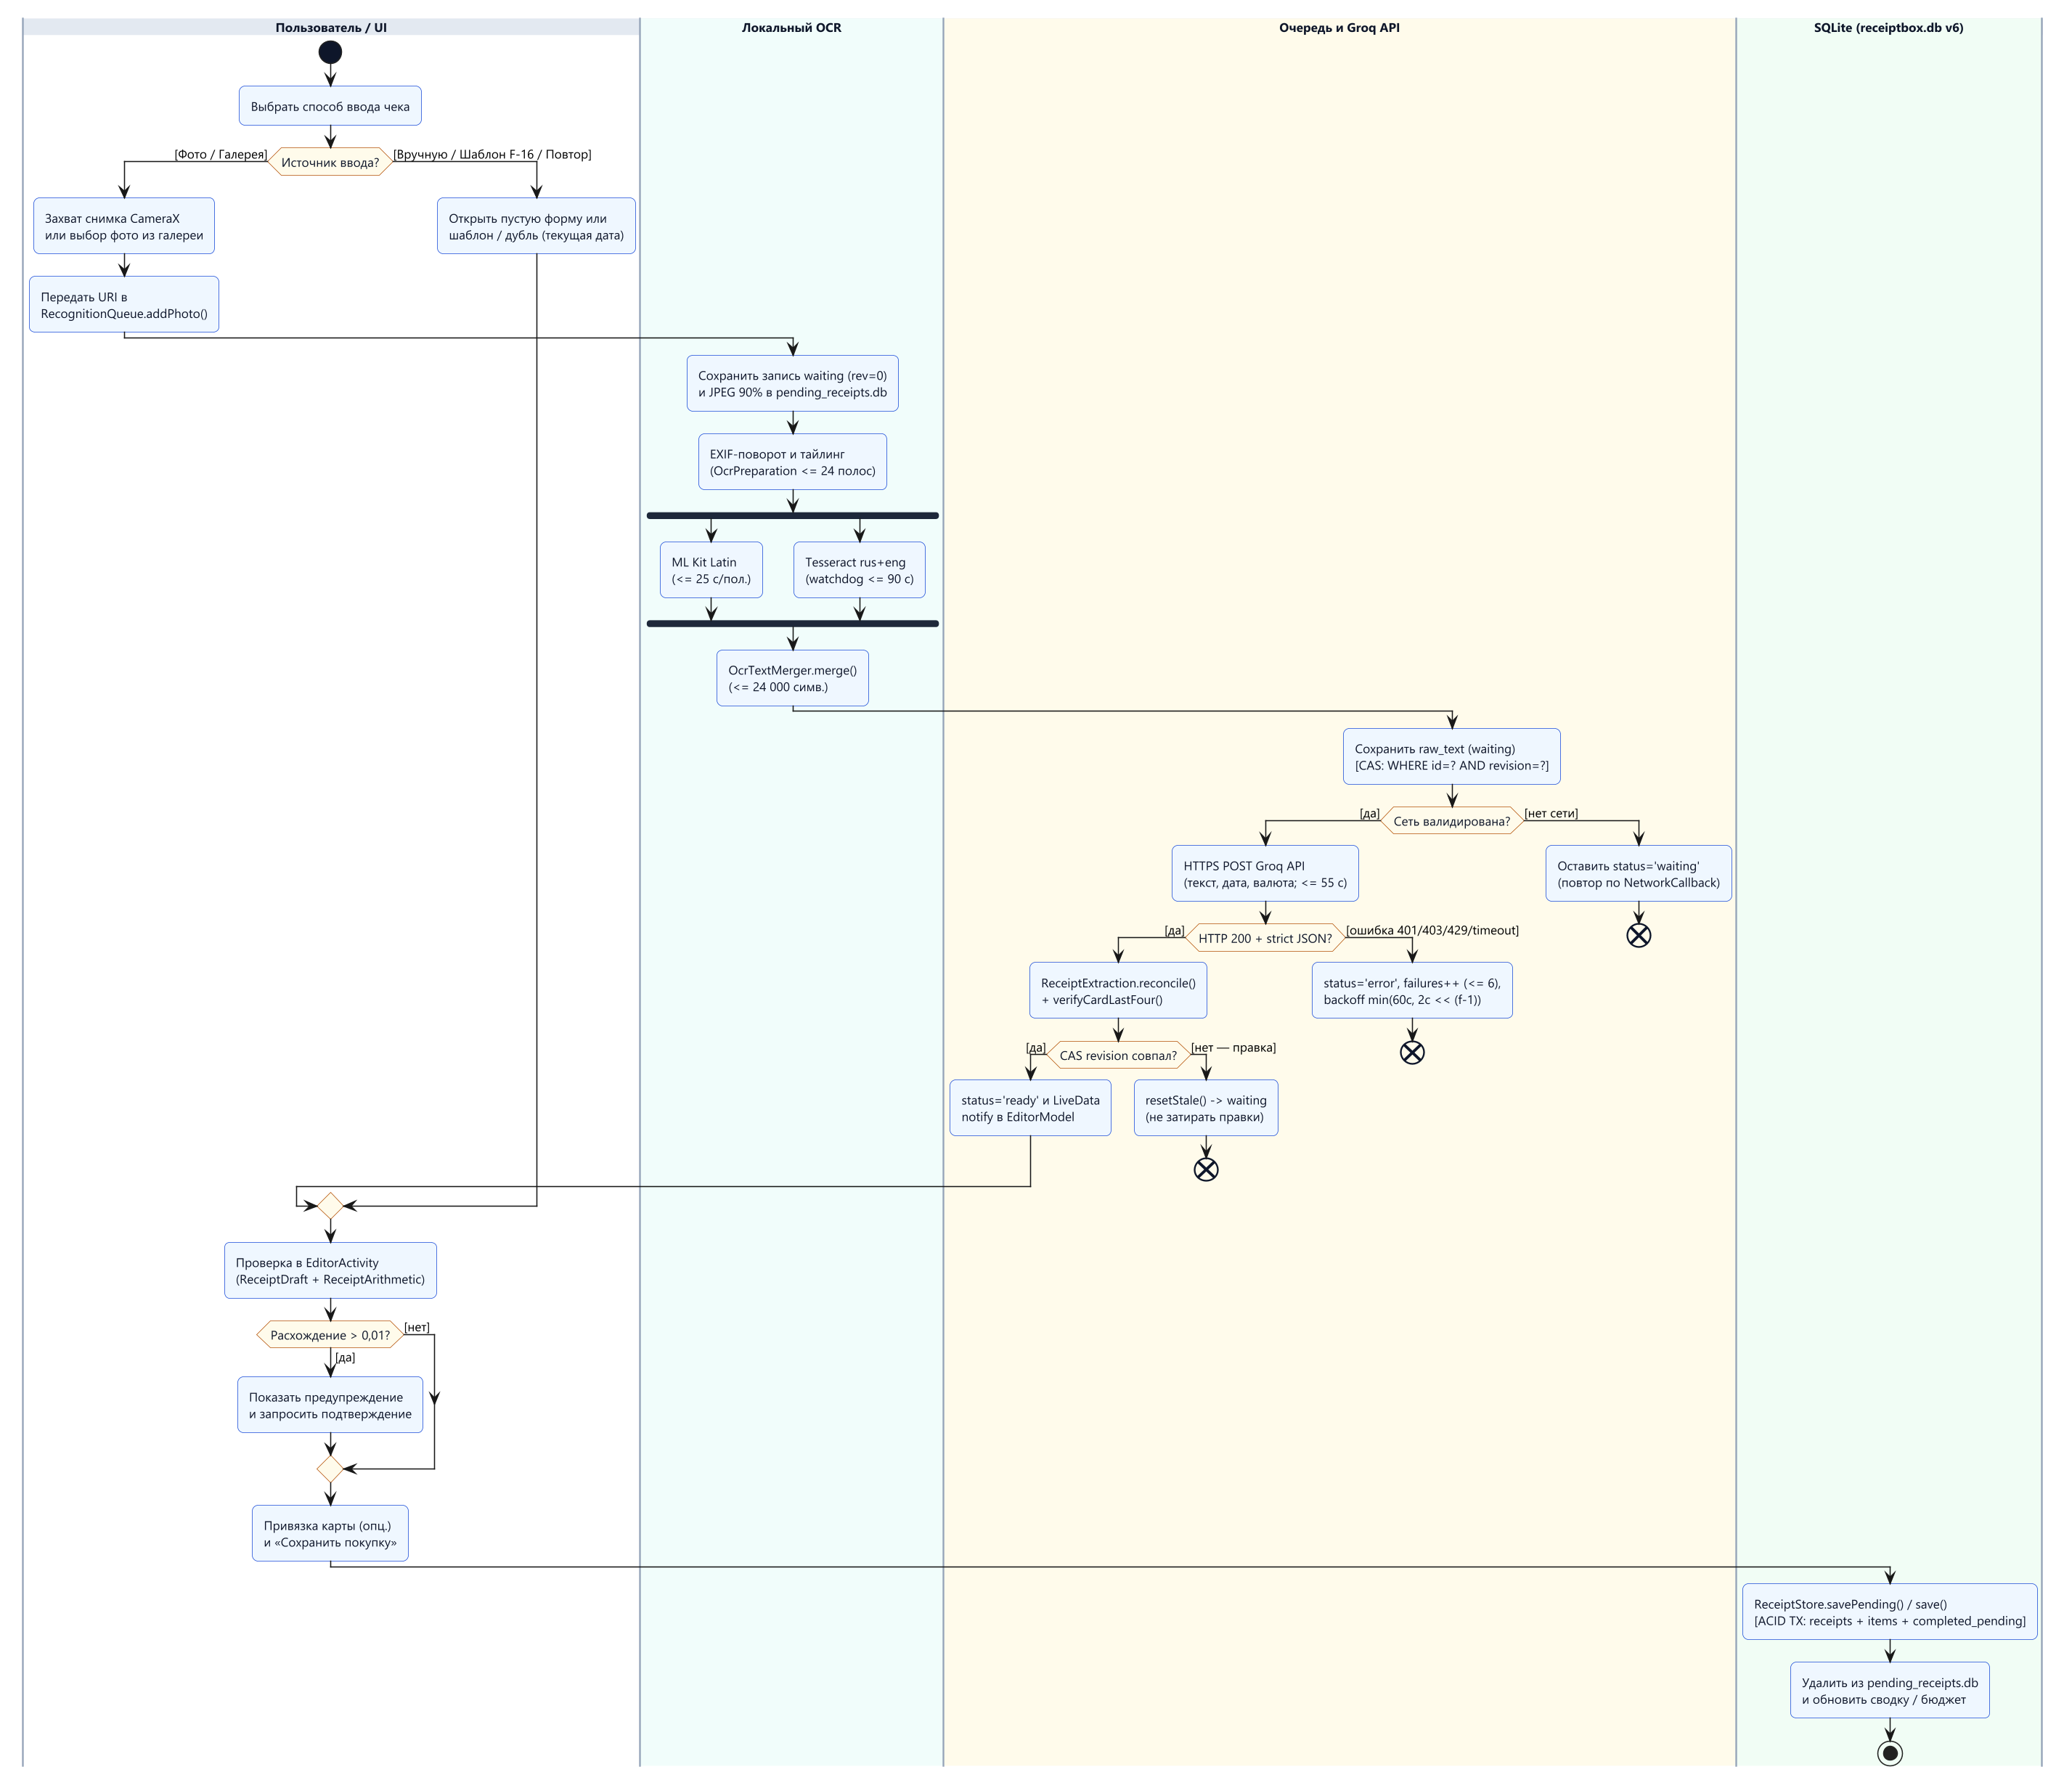 Пользователь / UI
Локальный OCR
Очередь и Groq API
SQLite (receiptbox.db v6)
Выбрать способ ввода чека
[Фото / Галерея]
Источник ввода?
[Вручную / Шаблон F-16 / Повтор]
Захват снимка CameraX
или выбор фото из галереи
Открыть пустую форму или
шаблон / дубль (текущая дата)
Передать URI в
RecognitionQueue.addPhoto()
Сохранить запись waiting (rev=0)
и JPEG 90% в pending_receipts.db
EXIF-поворот и тайлинг
(OcrPreparation <= 24 полос)
ML Kit Latin
(<= 25 с/пол.)
Tesseract rus+eng
(watchdog <= 90 с)
OcrTextMerger.merge()
(<= 24 000 симв.)
Сохранить raw_text (waiting)
[CAS: WHERE id=? AND revision=?]
[да]
Сеть валидирована?
[нет сети]
HTTPS POST Groq API
(текст, дата, валюта; <= 55 с)
Оставить status='waiting'
(повтор по NetworkCallback)
[да]
HTTP 200 + strict JSON?
[ошибка 401/403/429/timeout]
ReceiptExtraction.reconcile()
+ verifyCardLastFour()
status='error', failures++ (<= 6),
backoff min(60с, 2с << (f-1))
[да]
CAS revision совпал?
[нет — правка]
status='ready' и LiveData
notify в EditorModel
resetStale() -> waiting
(не затирать правки)
Проверка в EditorActivity
(ReceiptDraft + ReceiptArithmetic)
Расхождение > 0,01?
[нет]
[да]
Показать предупреждение
и запросить подтверждение
Привязка карты (опц.)
и «Сохранить покупку»
ReceiptStore.savePending() / save()
[ACID TX: receipts + items + completed_pending]
Удалить из pending_receipts.db
и обновить сводку / бюджет